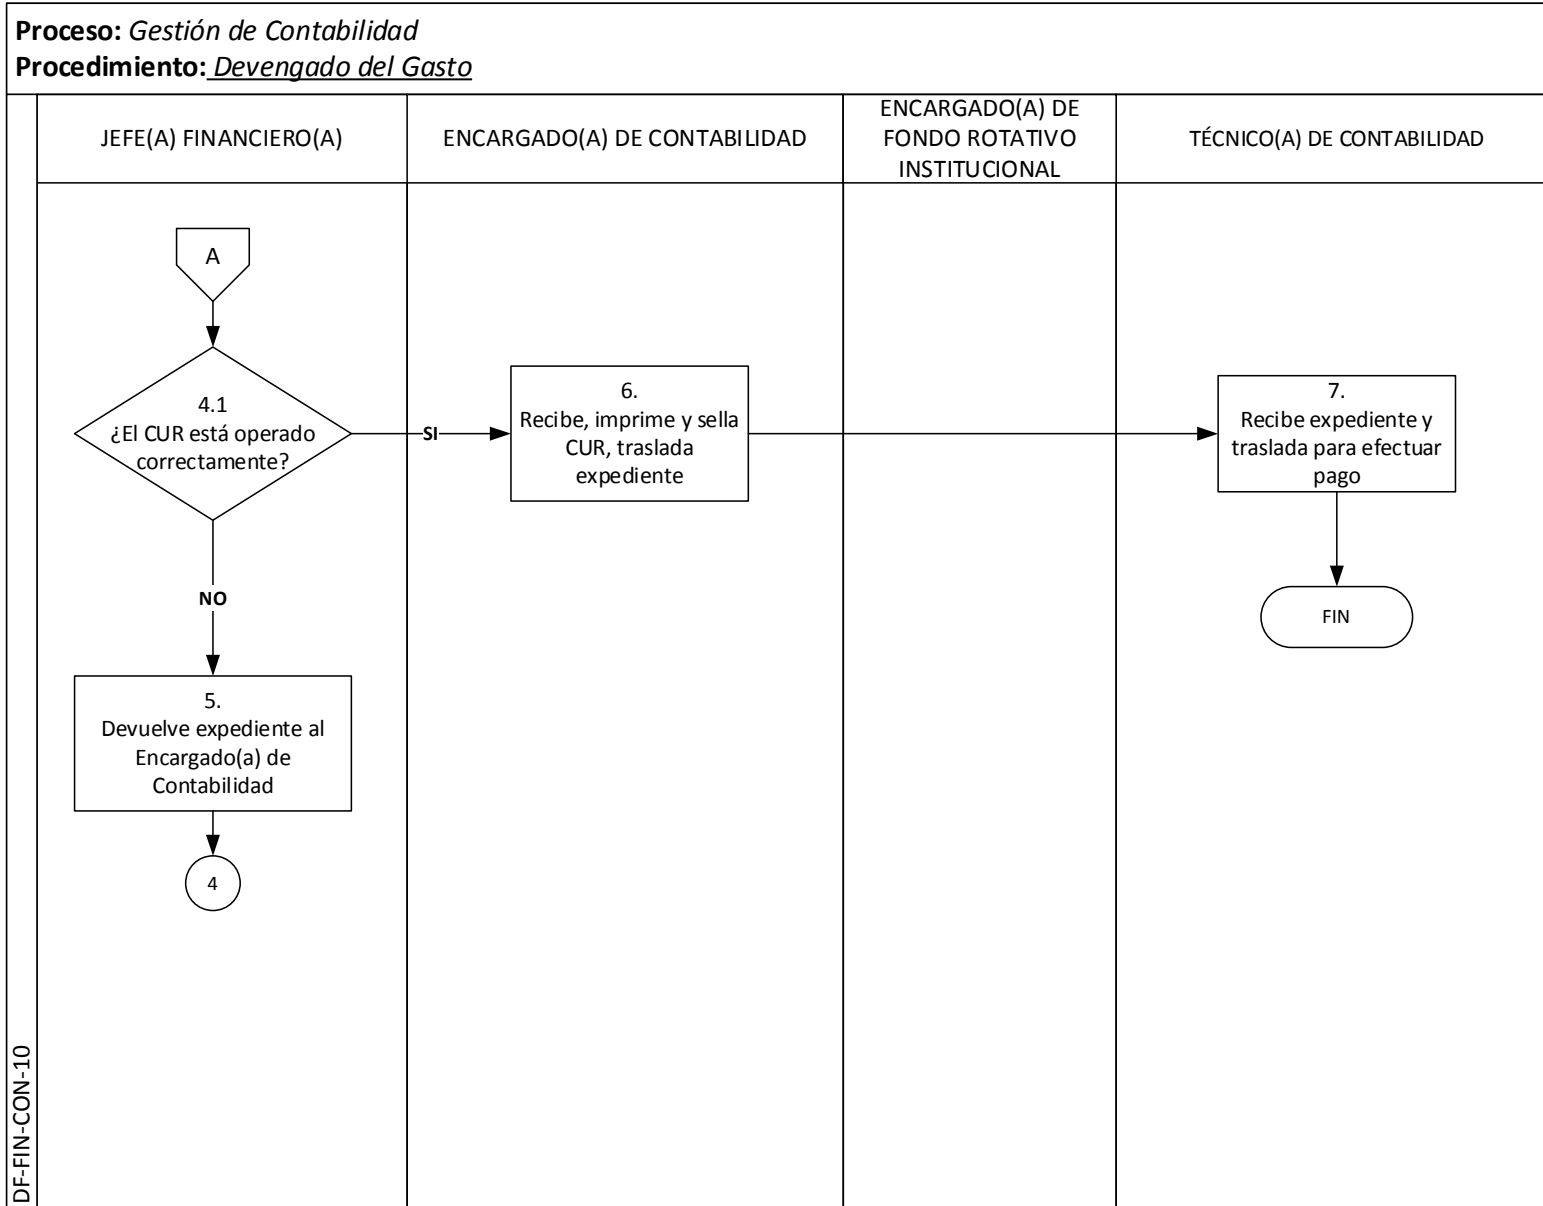 Proceso: Gestión de Contabilidad
Procedimiento: Devengado del Gasto
JEFE(A) FINANCIERO(A)
ENCARGADO(A) DE CONTABILIDAD
ENCARGADO(A) DE
FONDO ROTATIVO
INSTITUCIONAL
TÉCNICO(A) DE CONTABILIDAD
A
4.1
¿El CUR está operado
correctamente?
SI
6.
Recibe, imprime y sella
CUR, traslada
expediente
7.
Recibe expediente y
traslada para efectuar
pago
NO
FIN
5.
Devuelve expediente al
Encargado(a) de
Contabilidad
4
DF-FIN-CON-10